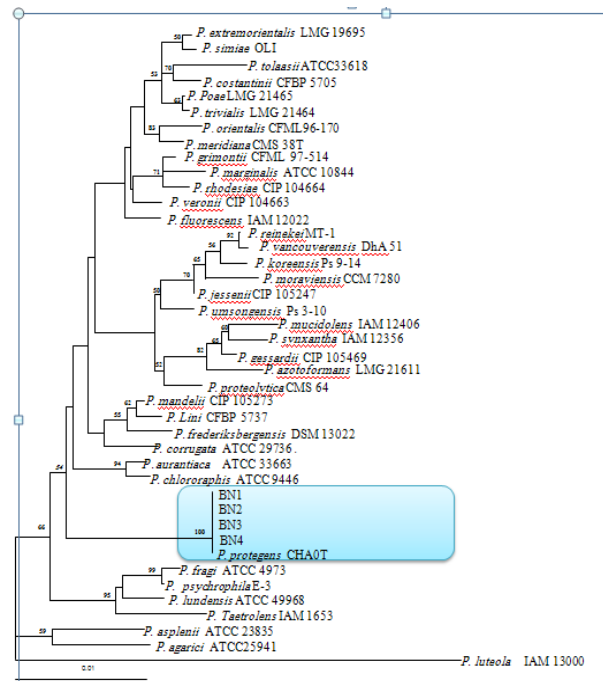 50 P. extremorientalis LMG 19695
P. simiae OLI
70 P. tolaasii ATCC33618
53 P. costantinii CFBP 5705
P. Poae LMG 21465
63 P. trivialis LMG 21464
P. orientalis CFML96-170
83 P. meridiana CMS 38T
P. grimontii CFML 97-514
71 P. marginalis ATCC 10844
P. rhodesiae CIP 104664
P. veronii CIP 104663
P. fluorescens IAM 12022
92 P. reinekei MT-1
56 P. vancouverensis DhA 51
65 P. koreensis Ps 9-14
70 P. moraviensis CCM 7280
50 P. jessenii CIP 105247
P. umsongensis Ps 3-10
60 P. mucidolens IAM 12406
68 P. synxantha IAM 12356
82 P. gessardii CIP 105469
P. azotoformans LMG 21611
52 P. proteolytica CMS 64
62 P. mandelii CIP 105273
55 P. Lini CFBP 5737
P. frederiksbergensis DSM 13022
P. corrugata ATCC 29736 .
54 94 P. aurantiaca ATCC 33663
P. chlororaphis ATCC 9446
BN1
BN2
BN3
66 100 BN4
P. protegens CHA0T
99 P. fragi ATCC 4973
P. psychrophila E-3
95 P. lundensis ATCC 49968
P. Taetrolens IAM 1653
59 P. asplenii ATCC 23835
P. agarici ATCC25941
P. luteola IAM 13000
0.01